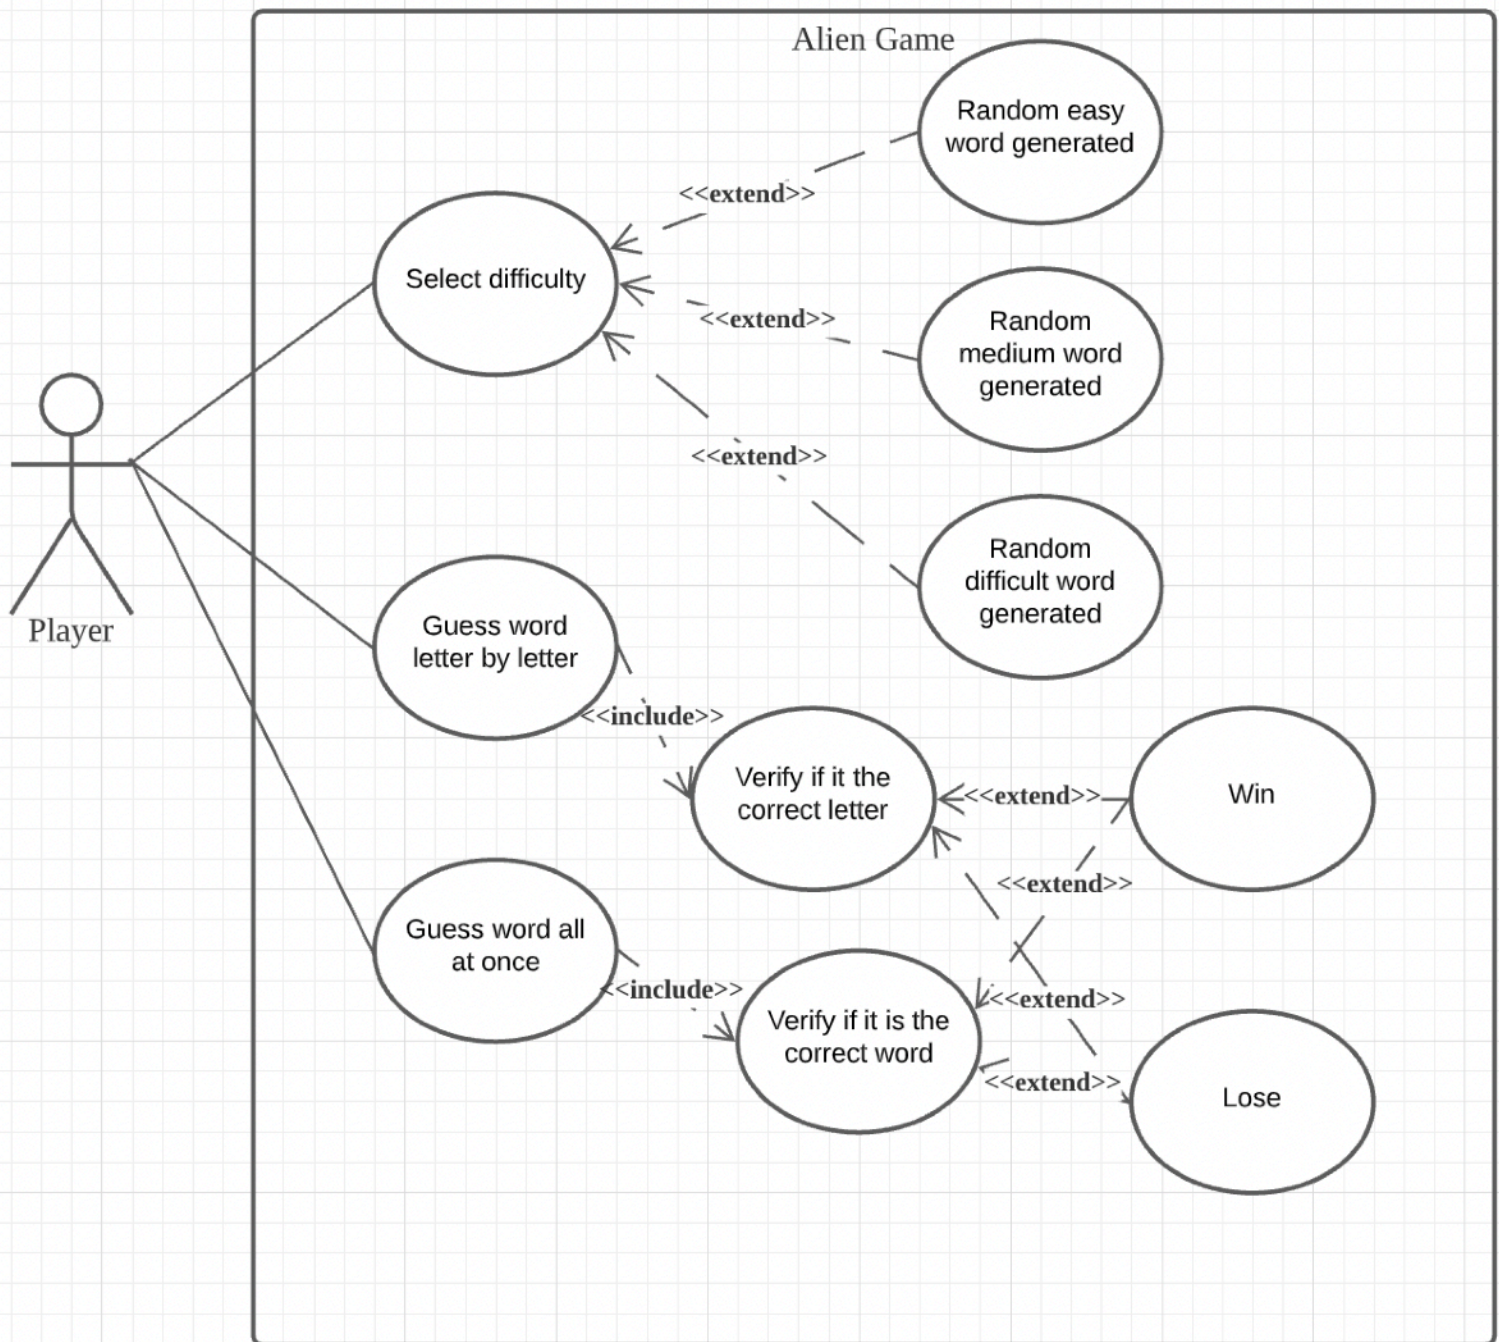 Alien Game
Random easy
word generated
<<extend>>
Select difficulty
<<extend>>
Random
medium word
generated
<<extend>>
Random
difficult word
generated
Player
Guess word
letter by letter
<<include>>
Verify if it the
correct letter
<<extend>>
Win
<<extend>>
Guess word all
at once
<<include>>
Verify if it is the
correct word
<<extend>>
<<extend>>
Lose